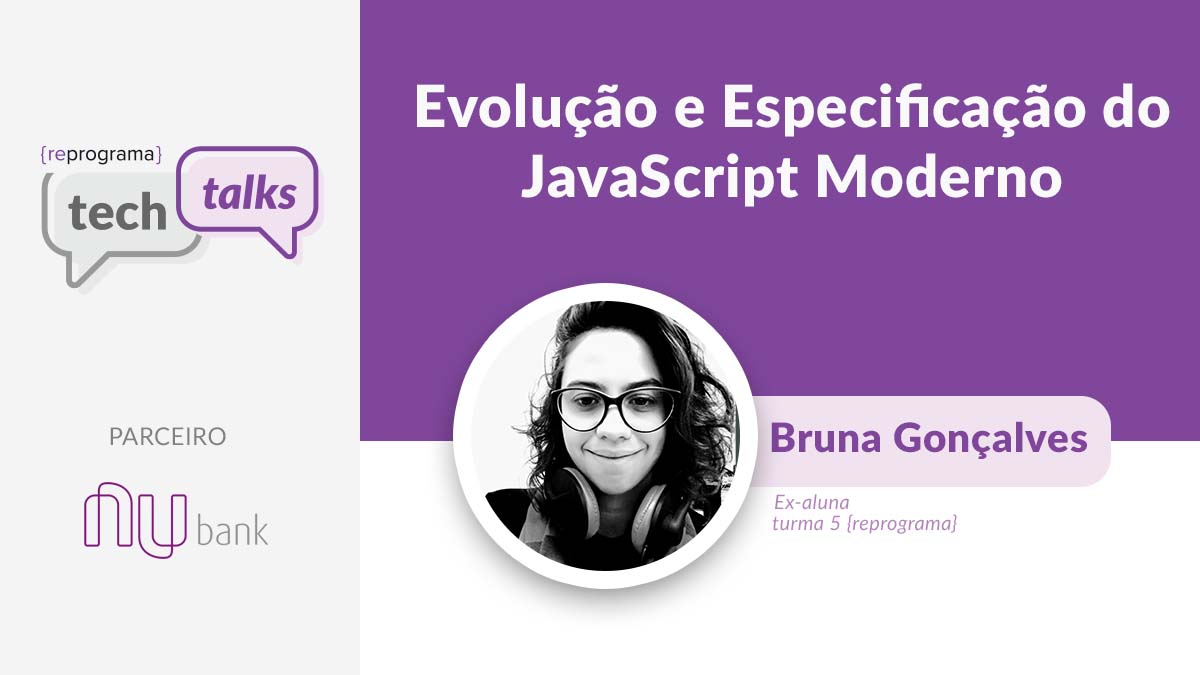 {reprograma}
tech talks
PARCEIRO
nu bank
Evolução e Especificação do
JavaScript Moderno
Bruna Gonçalves
Ex-aluna
turma 5 {reprograma}